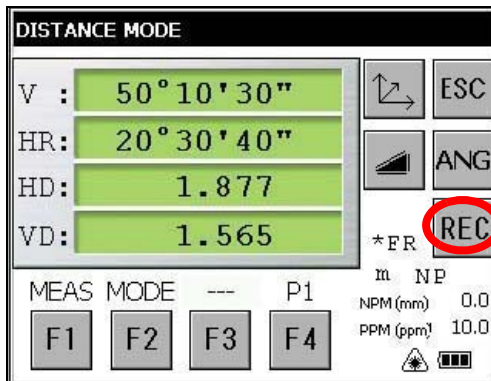 DISTANCE MODE
V : 50°10'30"
HR: 20°30'40"
HD: 1.877
VD: 1.565
ESC
ANG
REC
*FR
m NP
NPM (mm) 0.0
PPM (ppm) 10.0
MEAS MODE --- P1
F1 F2 F3 F4